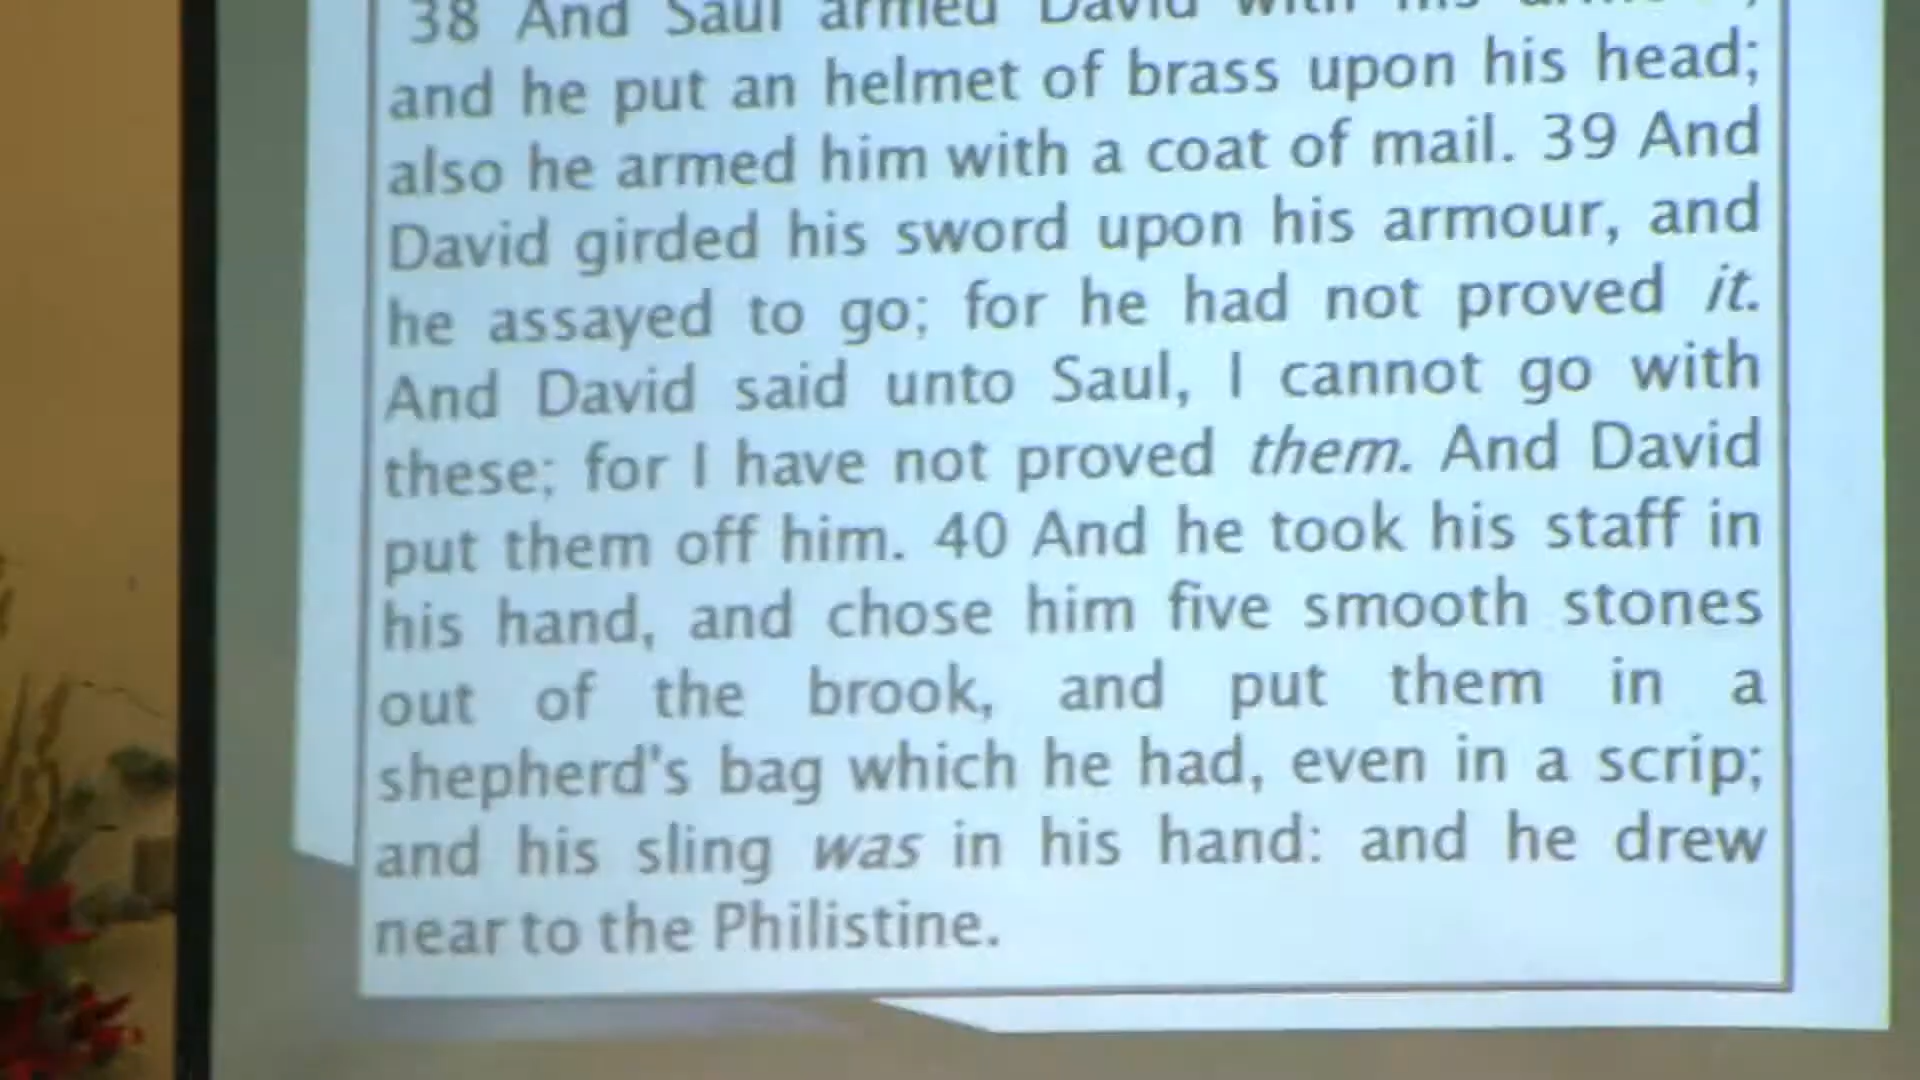 38 And Saul armed David with his armour,
and he put an helmet of brass upon his head;
also he armed him with a coat of mail. 39 And
David girded his sword upon his armour, and
he assayed to go; for he had not proved it.
And David said unto Saul, I cannot go with
these; for I have not proved them. And David
put them off him. 40 And he took his staff in
his hand, and chose him five smooth stones
out of the brook, and put them in a
shepherd's bag which he had, even in a scrip;
and his sling was in his hand: and he drew
near to the Philistine.